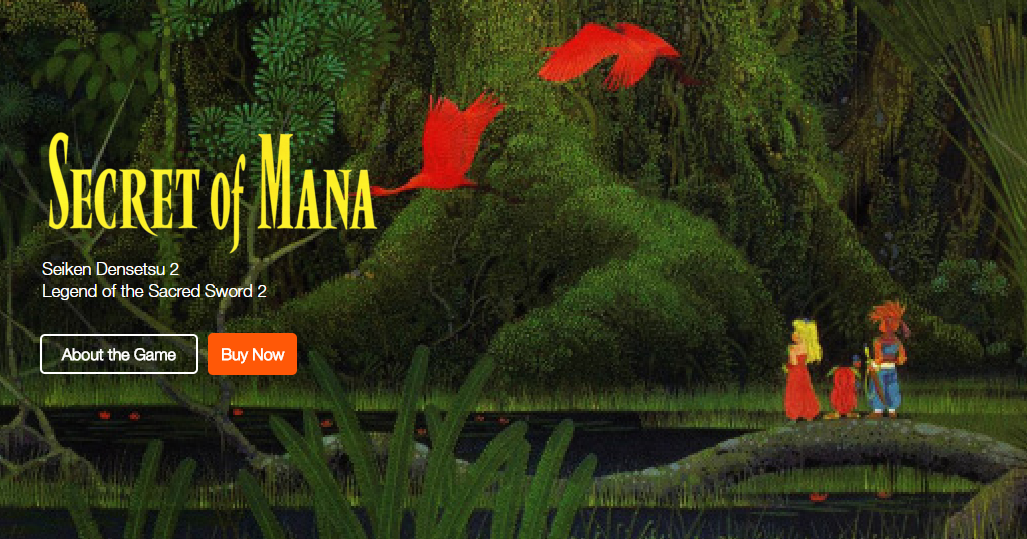 SECRET of MANA
Seiken Densetsu 2
Legend of the Sacred Sword 2
About the Game
Buy Now